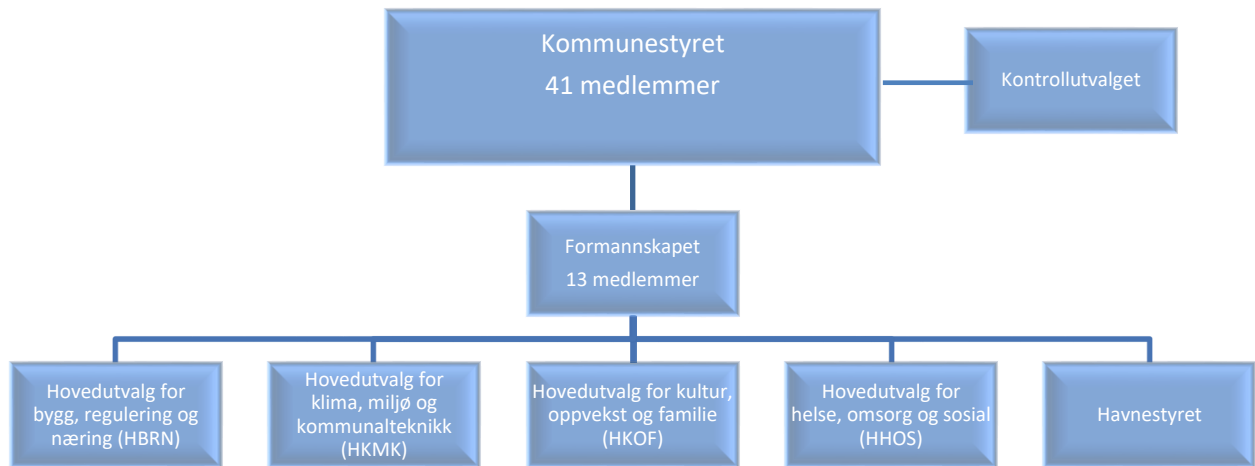 Kommunestyret
41 medlemmer
Kontrollutvalget
Formannskapet
13 medlemmer
Hovedutvalg for
bygg, regulering og
næring (HBRN)
Hovedutvalg for
klima, miljø og
kommunalteknikk
(HKMK)
Hovedutvalg for kultur,
oppvekst og familie
(HKOF)
Hovedutvalg for
helse, omsorg og sosial
(HHOS)
Havnestyret